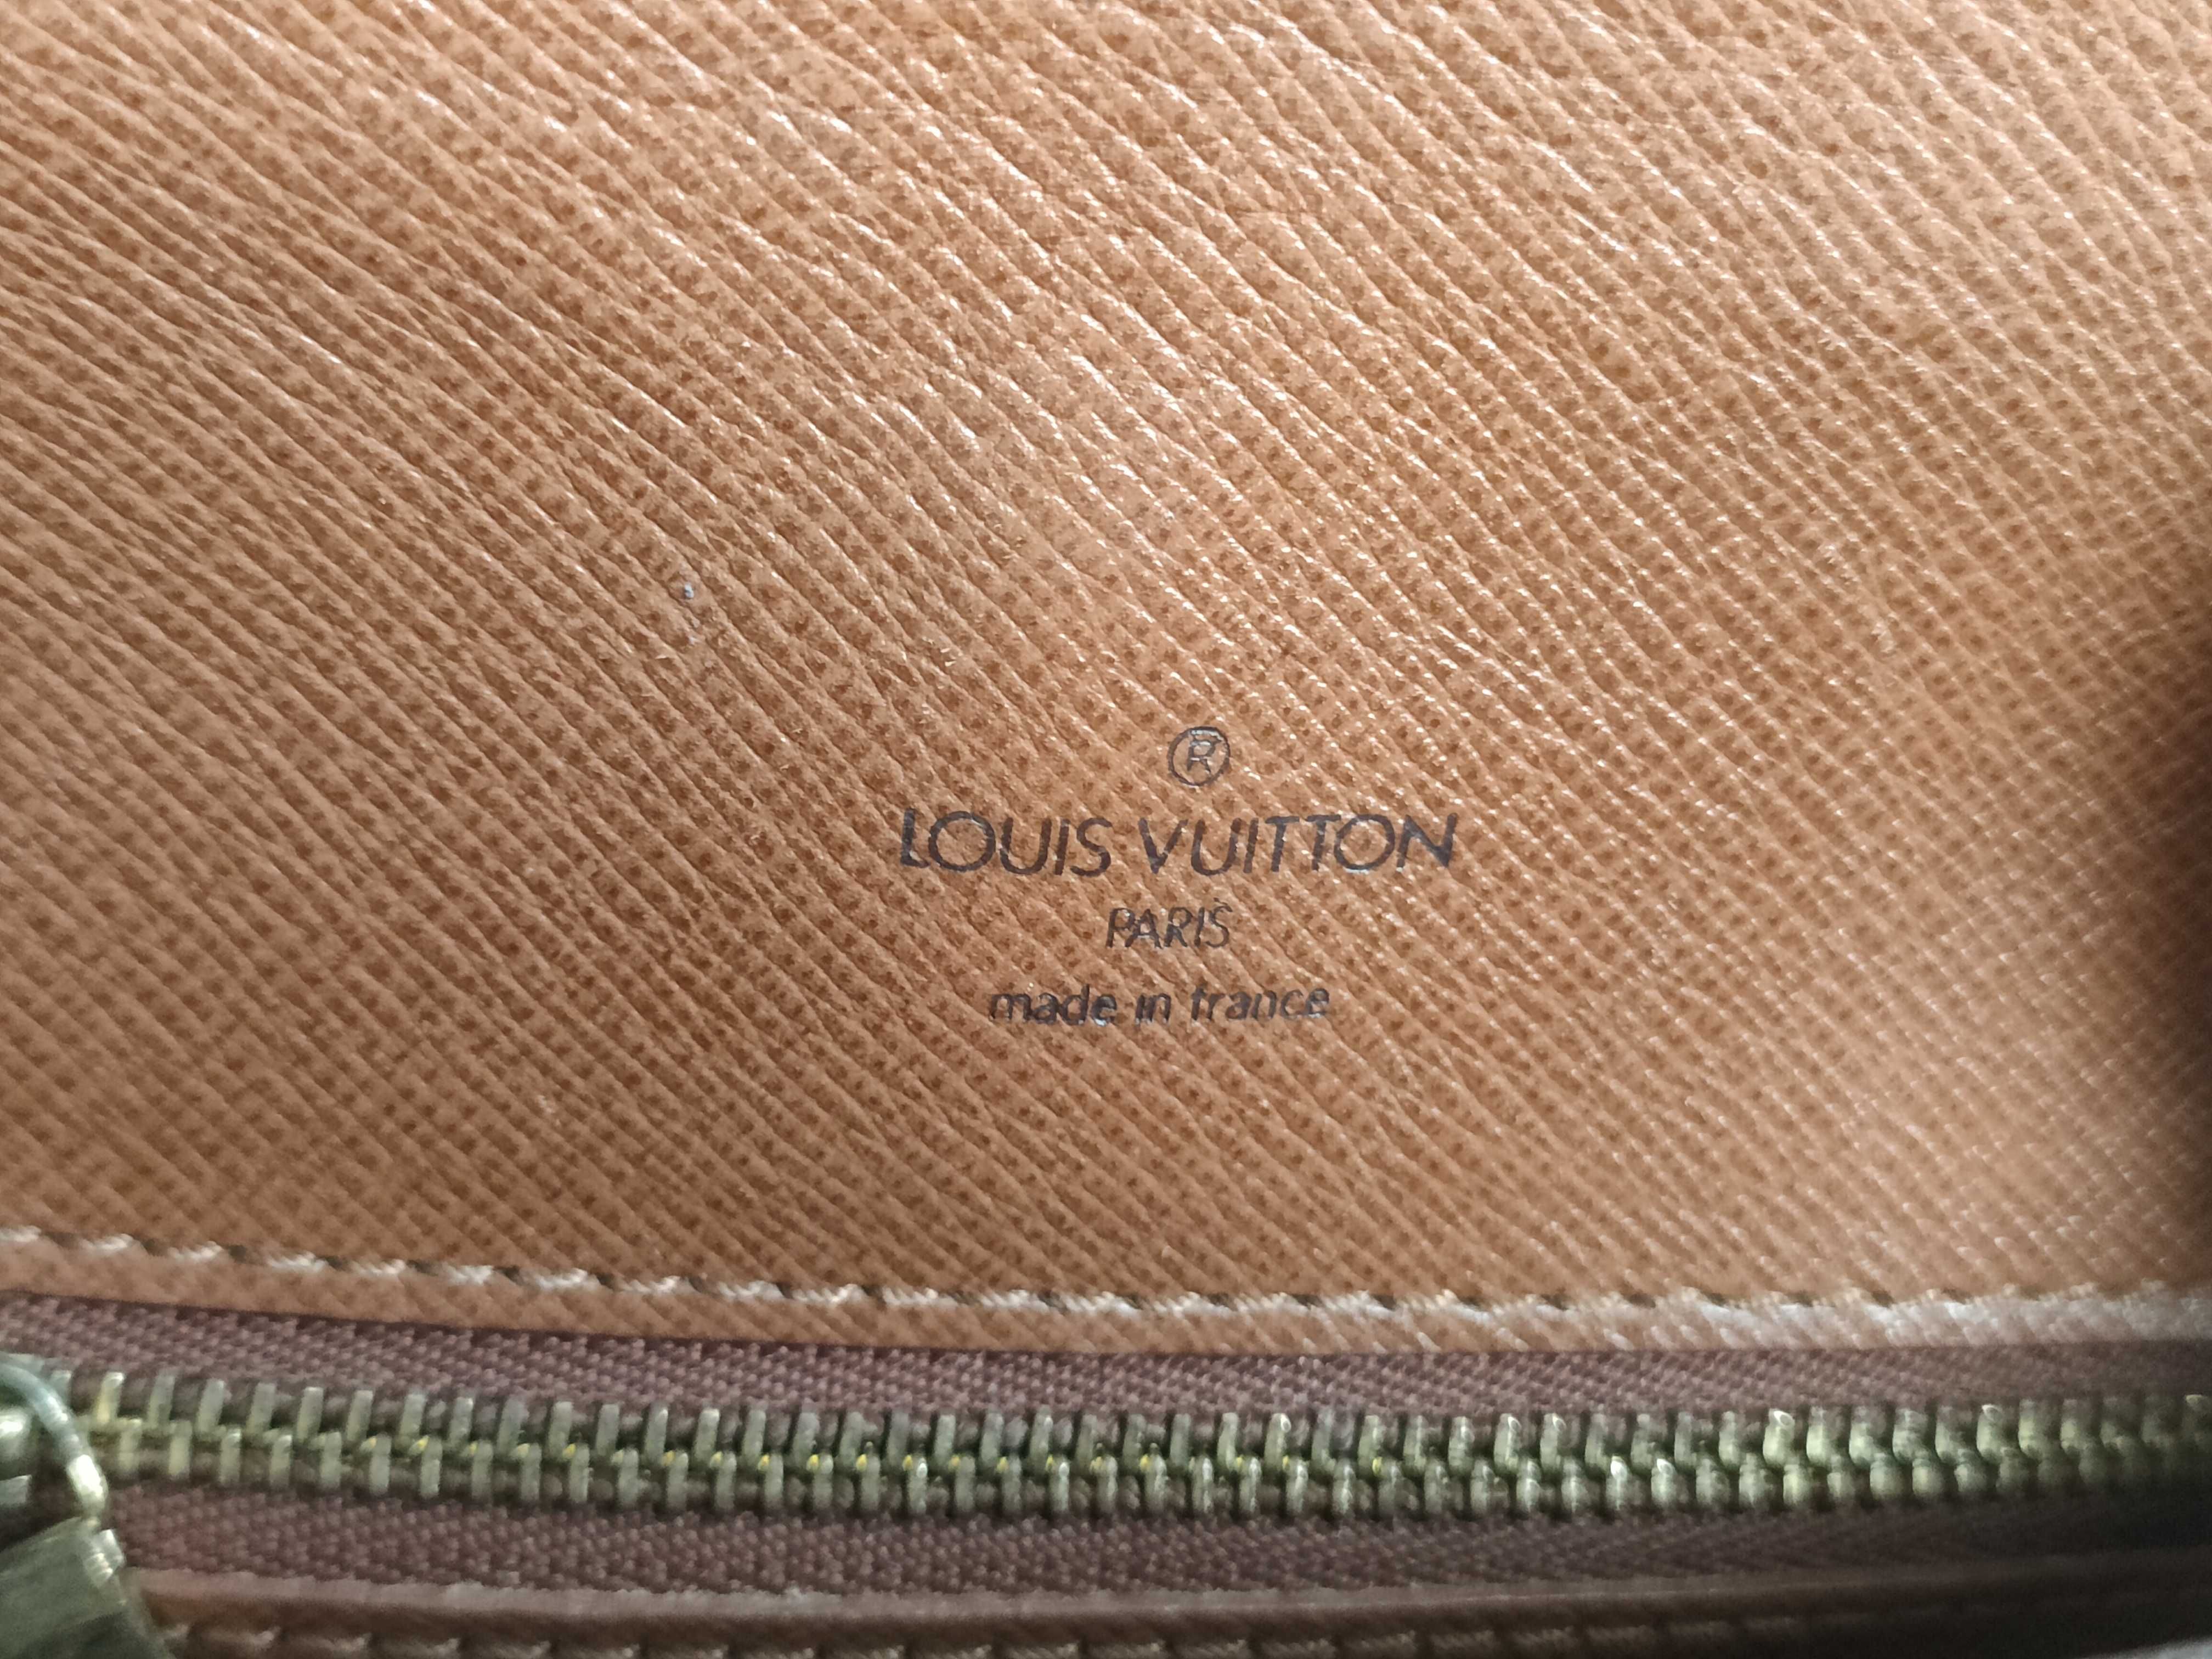 ®
LOUIS VUITTON
PARIS
made in france